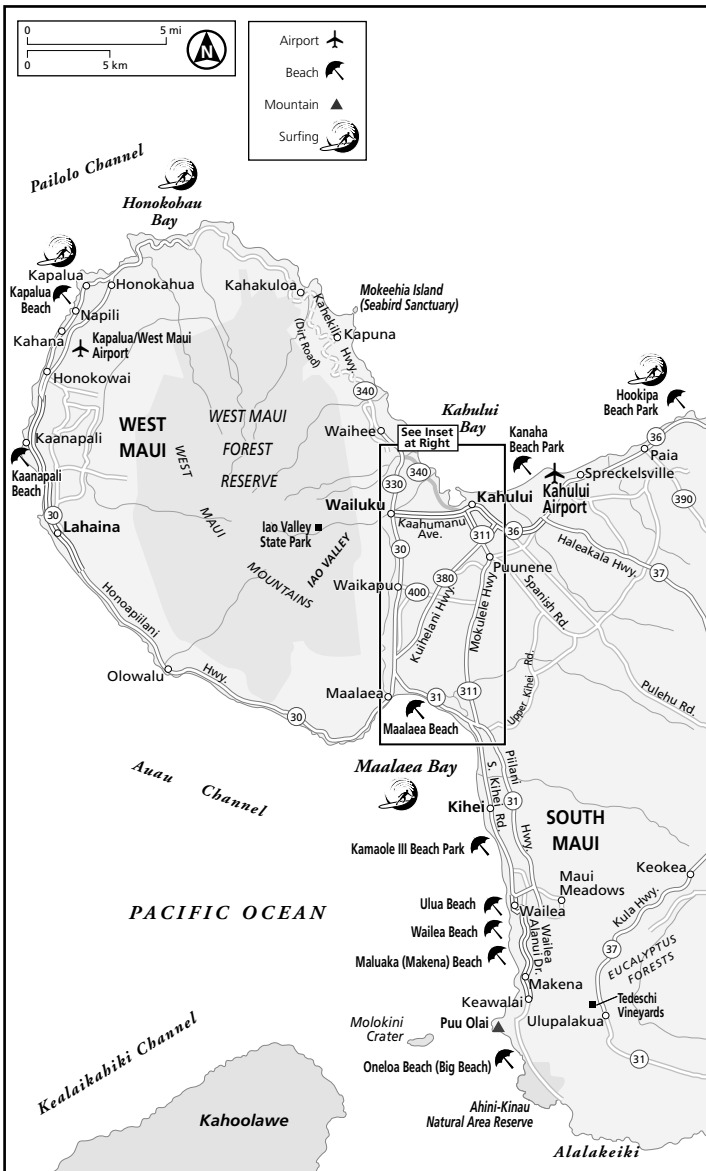 0 5 mi
0 5 km
N
Airport
Beach
Mountain
Surfing
Pailolo Channel
Honokohau
Bay
Kapalua
Kapalua
Beach
Honokahua
Napili
Kahana
Kapalua/West Maui
Airport
Honokowai
Kahakuloa
Mokeehia Island
(Seabird Sanctuary)
Kahekili Hwy.
(Dirt Road)
Kapuna
340
WEST
MAUI
WEST MAUI
FOREST
RESERVE
Waihee
See Inset
at Right
Kahului
Bay
Kanaha
Beach Park
Hookipa
Beach Park
36
Paia
Spreckelsville
390
Kahului
Airport
Kaanapali
Kaanapali
Beach
30
Lahaina
WEST MAUI MOUNTAINS
Iao Valley
State Park
IAO VALLEY
340
330
Wailuku
Kahului
Kaahumanu
Ave.
311
36
Puunene
Haleakala Hwy.
37
30
Waikapu
400
380
Kuihelani Hwy.
Mokulele Hwy.
Spanish Rd.
Upper Kihei Rd.
Pulehu Rd.
Honoapiilani Hwy.
Olowalu
30
Maalaea
31
311
Maalaea Beach
Auau Channel
Maalaea Bay
S. Kihei Rd.
Piilani Hwy.
31
Kihei
SOUTH
MAUI
Kamaole III Beach Park
Maui
Meadows
Keokea
Kula Hwy.
PACIFIC OCEAN
Ulua Beach
Wailea
Wailea Beach
Wailea
Alanui Dr.
37
EUCALYPTUS
FORESTS
Maluaka (Makena) Beach
Makena
Keawalai
Tedeschi
Vineyards
Ulupalakua
Molokini
Crater
Puu Olai
31
Oneloa Beach (Big Beach)
Kealaikahiki Channel
Kahoolawe
Ahini-Kinau
Natural Area Reserve
Alalakeiki